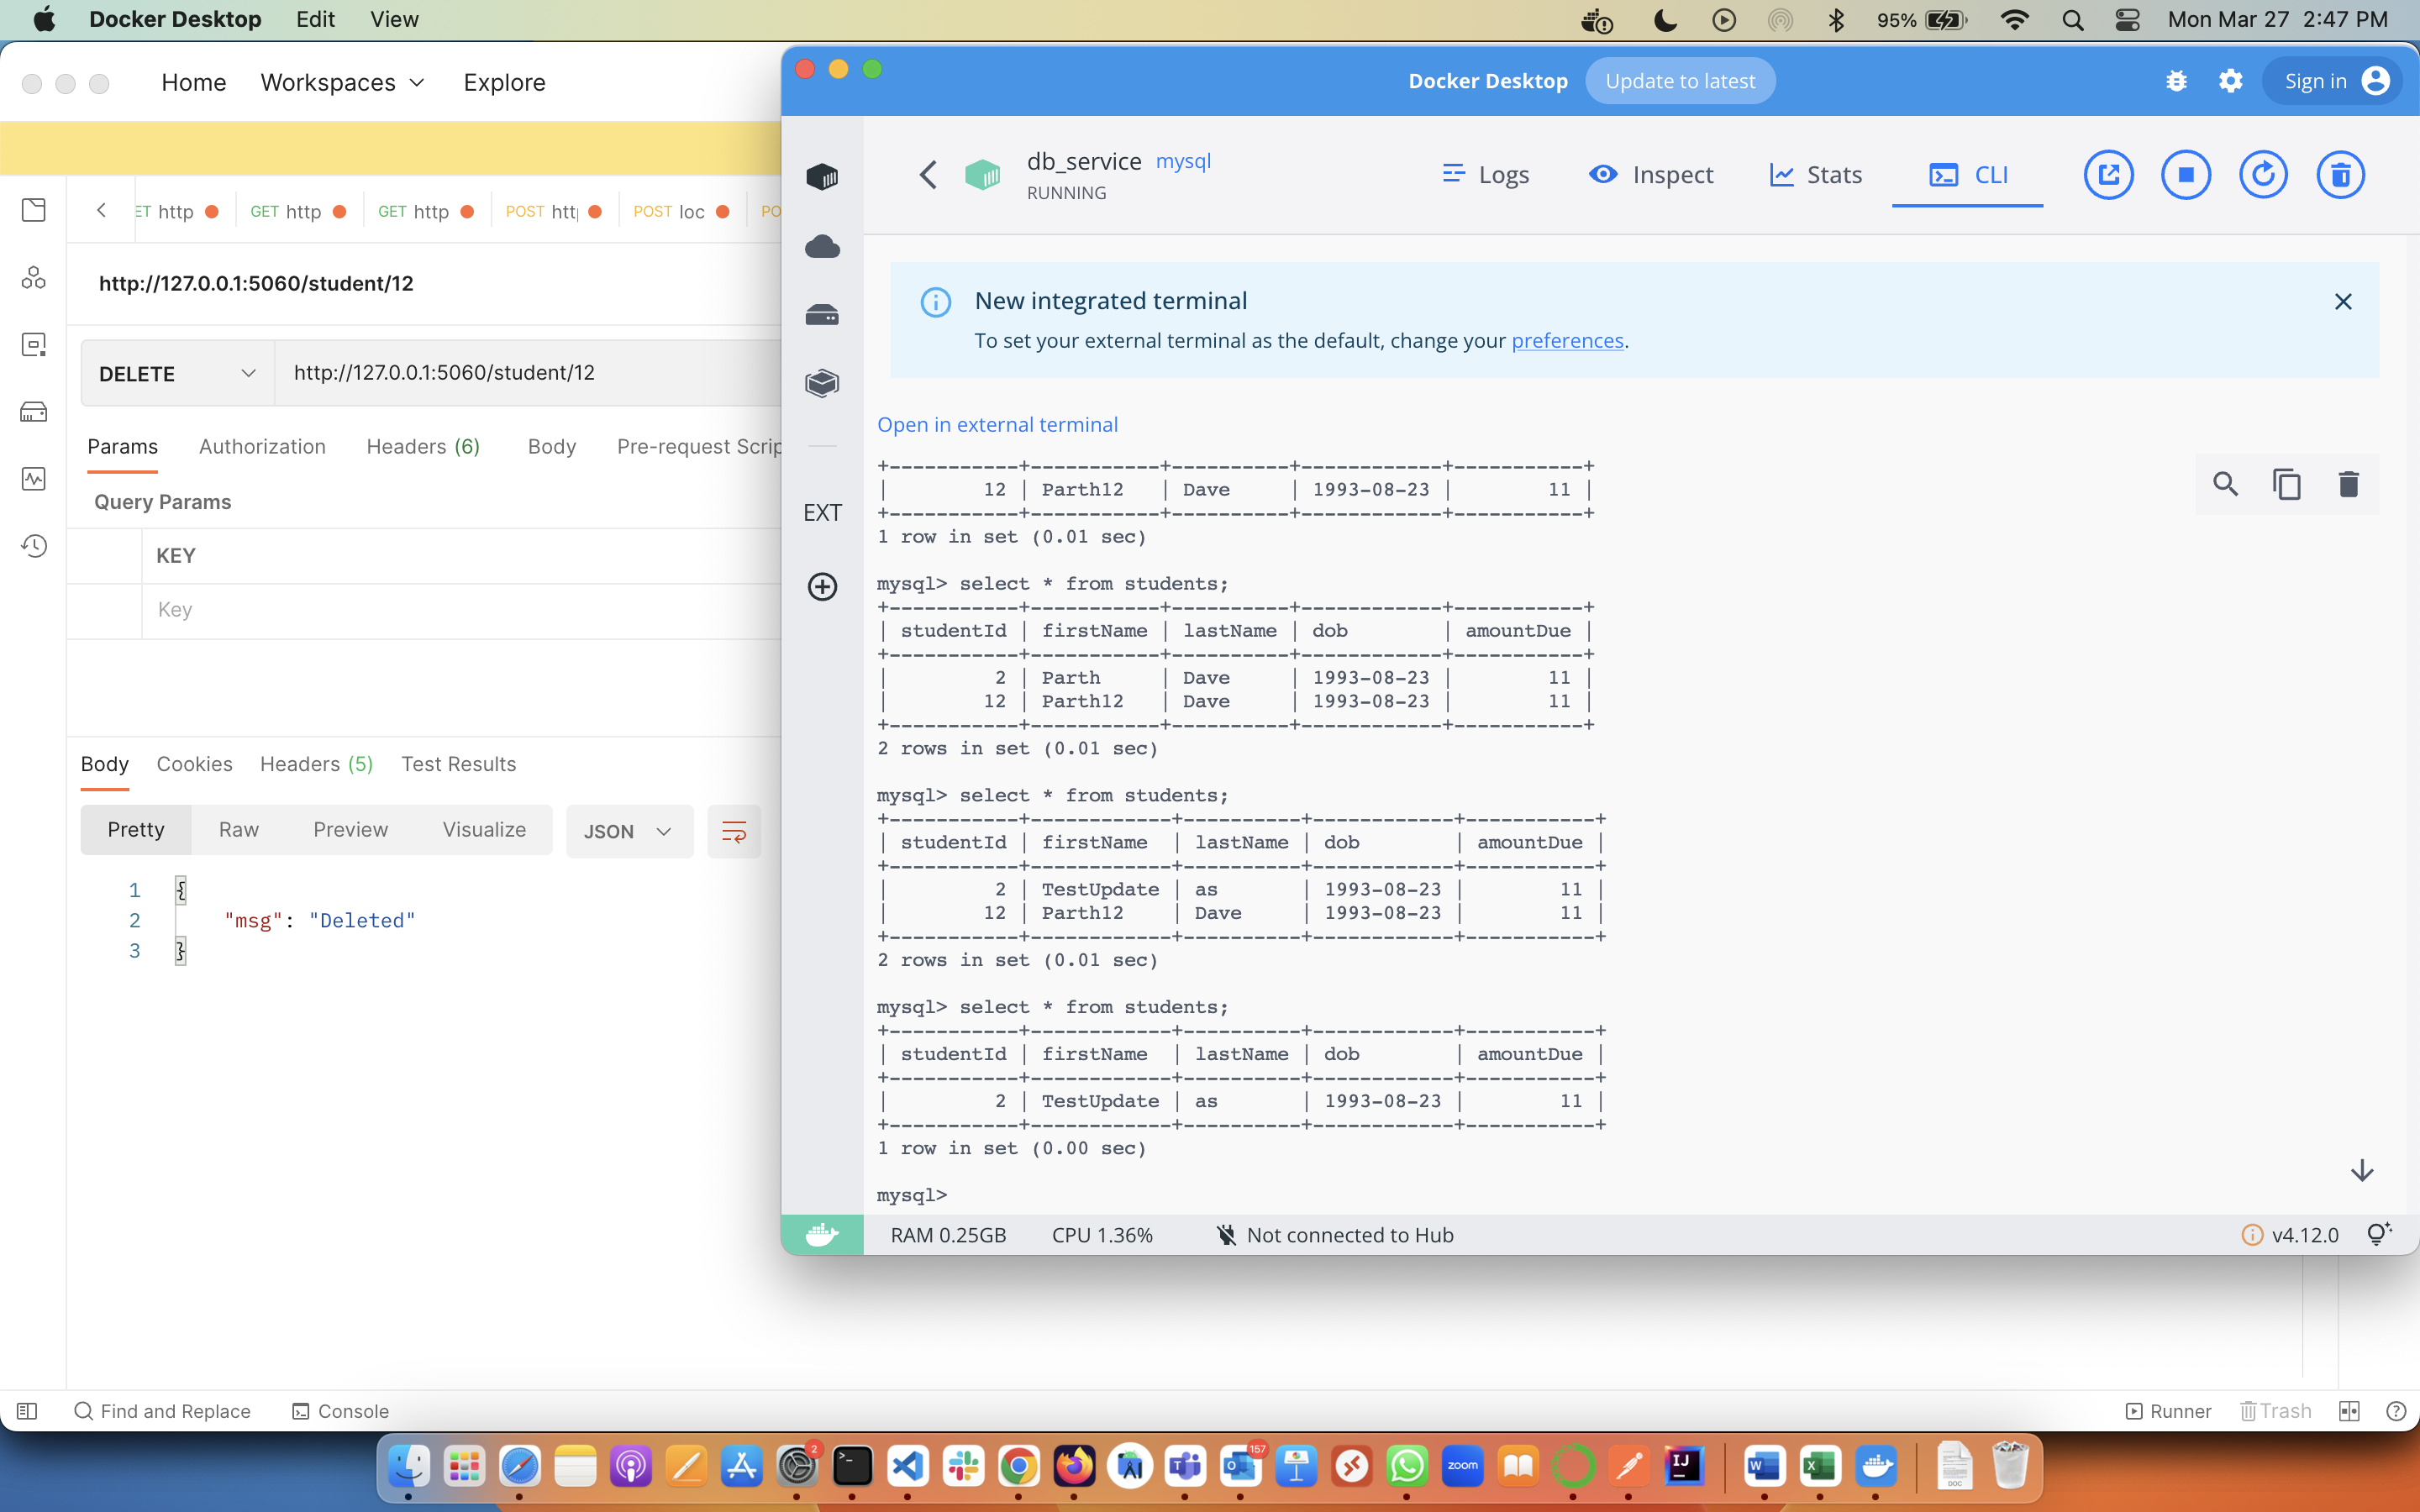 Docker Desktop Edit View 95% Mon Mar 27 2:47 PM
Home Workspaces Explore
Docker Desktop Update to latest Sign in
ET http GET http GET http POST htt POST loc PO
db_service mysql
RUNNING
Logs Inspect Stats CLI
http://127.0.0.1:5060/student/12
DELETE http://127.0.0.1:5060/student/12
Params Authorization Headers (6) Body Pre-request Scrip
Query Params
KEY
Key
Body Cookies Headers (5) Test Results
Pretty Raw Preview Visualize JSON
1 {
2 "msg": "Deleted"
3 }
EXT
New integrated terminal
To set your external terminal as the default, change your preferences.
Open in external terminal
+-----------+-----------+----------+------------+-----------+
| 12 | Parth12 | Dave | 1993-08-23 | 11 |
+-----------+-----------+----------+------------+-----------+
1 row in set (0.01 sec)
mysql> select * from students;
+-----------+-----------+----------+------------+-----------+
| studentId | firstName | lastName | dob | amountDue |
+-----------+-----------+----------+------------+-----------+
| 2 | Parth | Dave | 1993-08-23 | 11 |
| 12 | Parth12 | Dave | 1993-08-23 | 11 |
+-----------+-----------+----------+------------+-----------+
2 rows in set (0.01 sec)
mysql> select * from students;
+-----------+------------+----------+------------+-----------+
| studentId | firstName | lastName | dob | amountDue |
+-----------+------------+----------+------------+-----------+
| 2 | TestUpdate | as | 1993-08-23 | 11 |
| 12 | Parth12 | Dave | 1993-08-23 | 11 |
+-----------+------------+----------+------------+-----------+
2 rows in set (0.01 sec)
mysql> select * from students;
+-----------+------------+----------+------------+-----------+
| studentId | firstName | lastName | dob | amountDue |
+-----------+------------+----------+------------+-----------+
| 2 | TestUpdate | as | 1993-08-23 | 11 |
+-----------+------------+----------+------------+-----------+
1 row in set (0.00 sec)
mysql>
RAM 0.25GB CPU 1.36% Not connected to Hub v4.12.0
Find and Replace Console Runner Trash
2 157 zoom IJ W X DOC